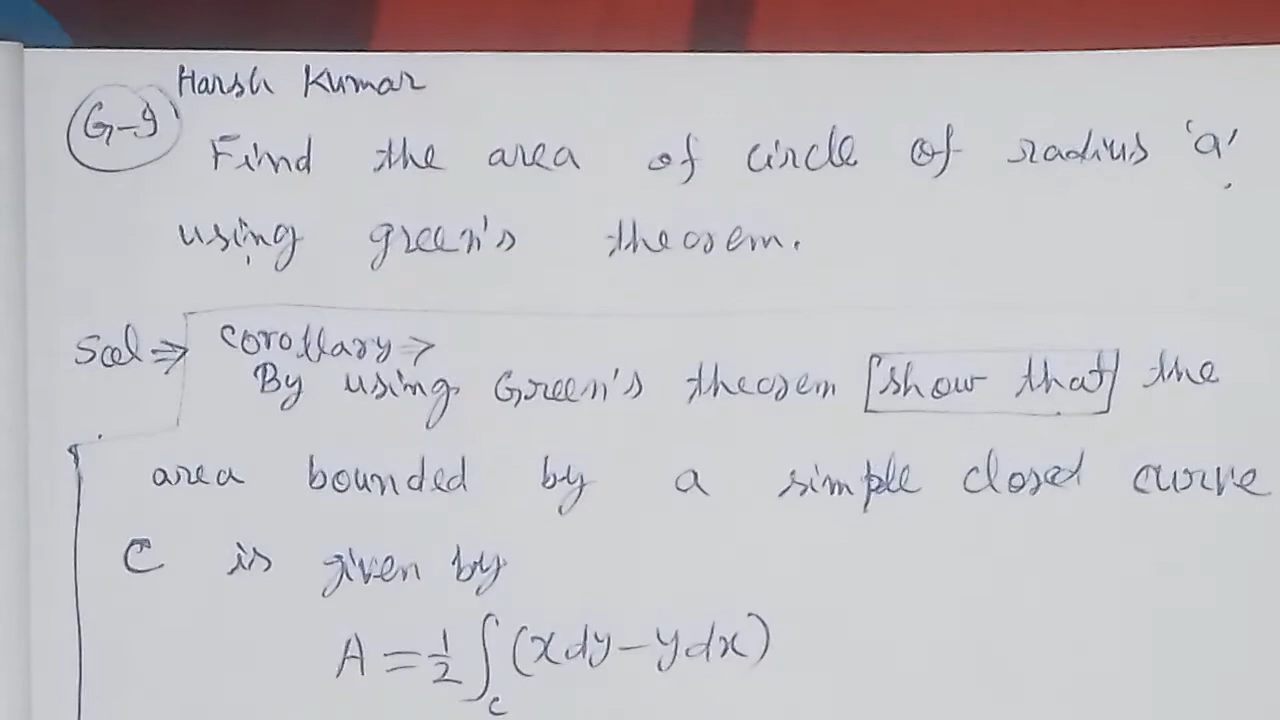 Harsh Kumar
G-9
Find the area of circle of radius 'a'
using green's theorem.
Sol ⇒ Corollary →
By using Green's theorem [show that] the
area bounded by a simple closed curve
C is given by
A = 1/2 ∫_C (xdy - ydx)